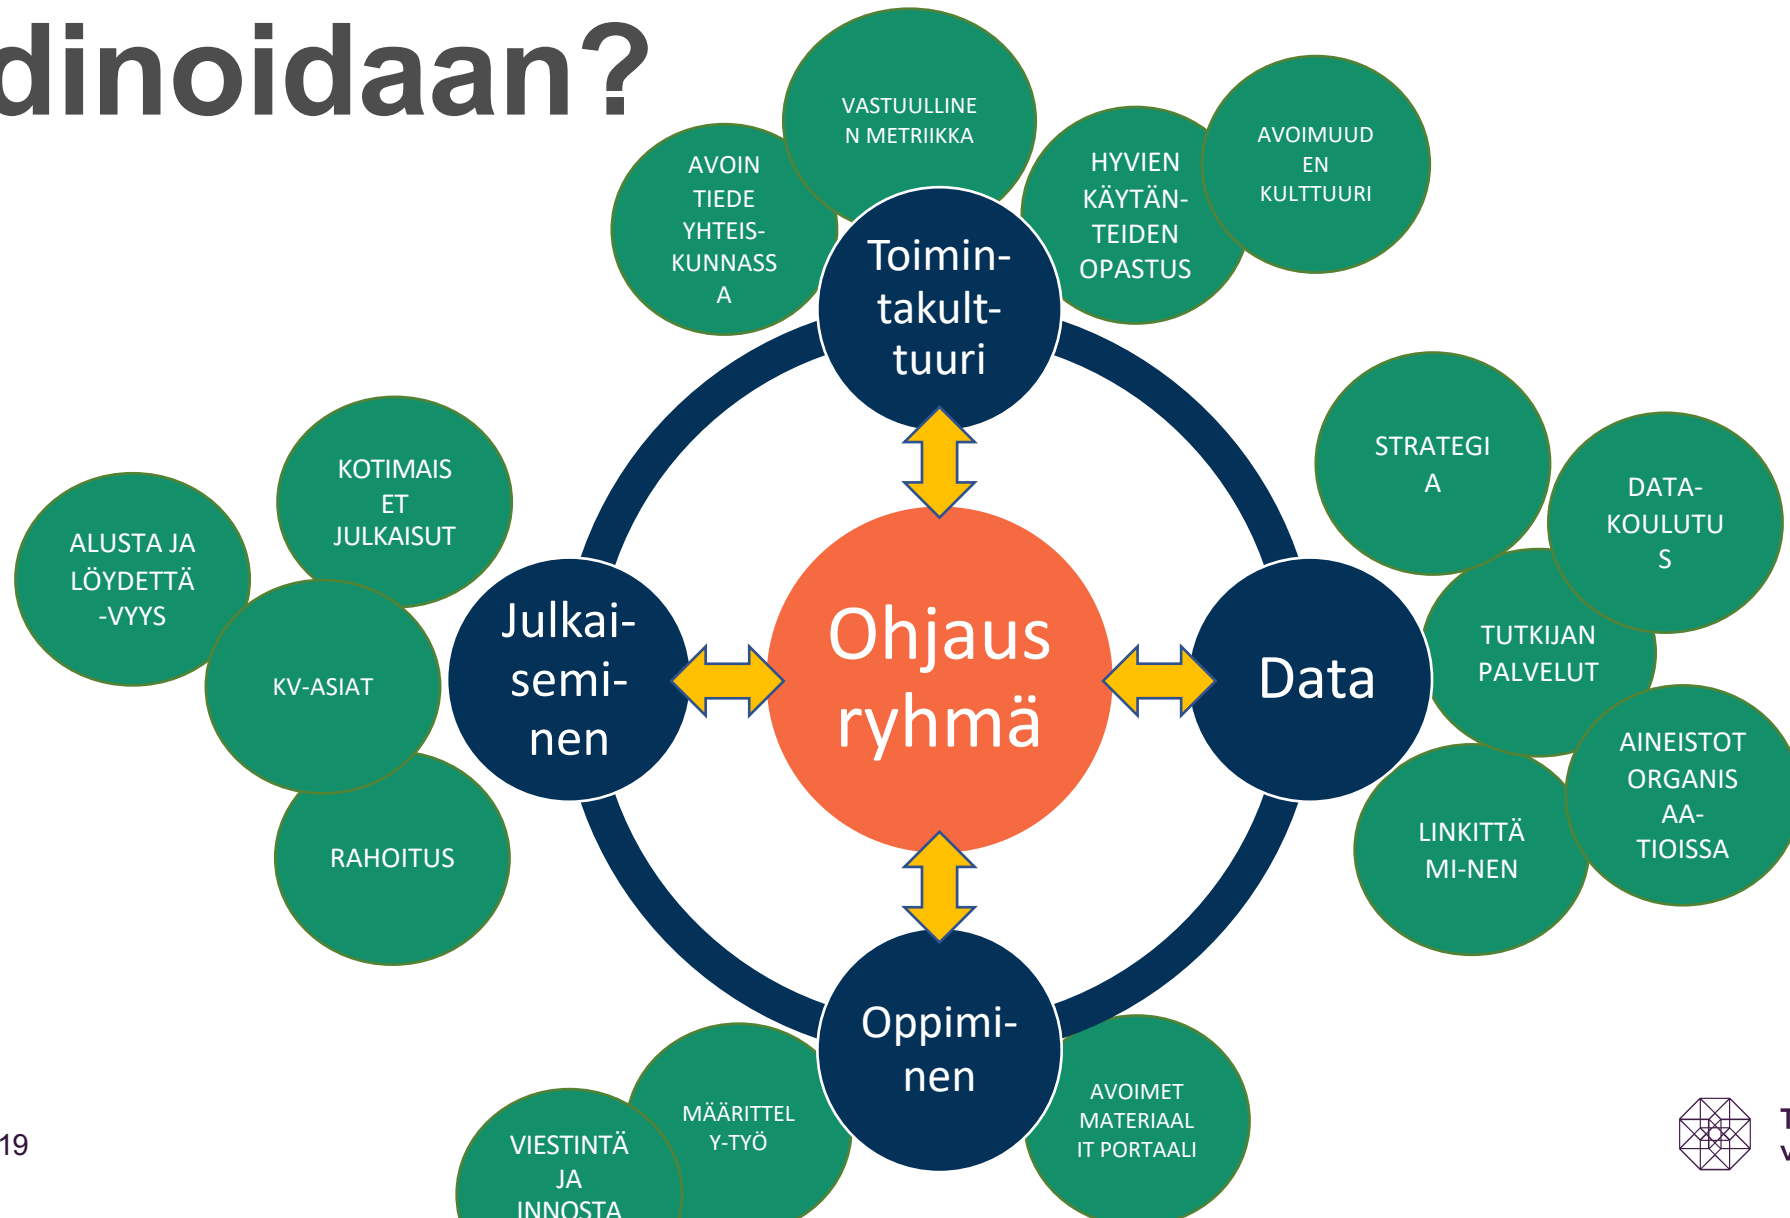 dinoidaan?
VASTUULLINE
N METRIIKKA
AVOIN
TIEDE
YHTEIS-
KUNNASS
A
HYVIEN
KÄYTÄN-
TEIDEN
OPASTUS
AVOIMUUD
EN
KULTTUURI
Toimin-
takult-
tuuri
STRATEGI
A
DATA-
KOULUTU
S
TUTKIJAN
PALVELUT
AINEISTOT
ORGANIS
AA-
TIOISSA
LINKITTÄ
MI-NEN
Data
KOTIMAIS
ET
JULKAISUT
ALUSTA JA
LÖYDETTÄ
-VYYS
KV-ASIAT
RAHOITUS
Julkai-
semi-
nen
Ohjaus
ryhmä
Oppimi-
nen
MÄÄRITTEL
Y-TYÖ
VIESTINTÄ
JA
INNOSTA
AVOIMET
MATERIAAL
IT PORTAALI
19
T
v